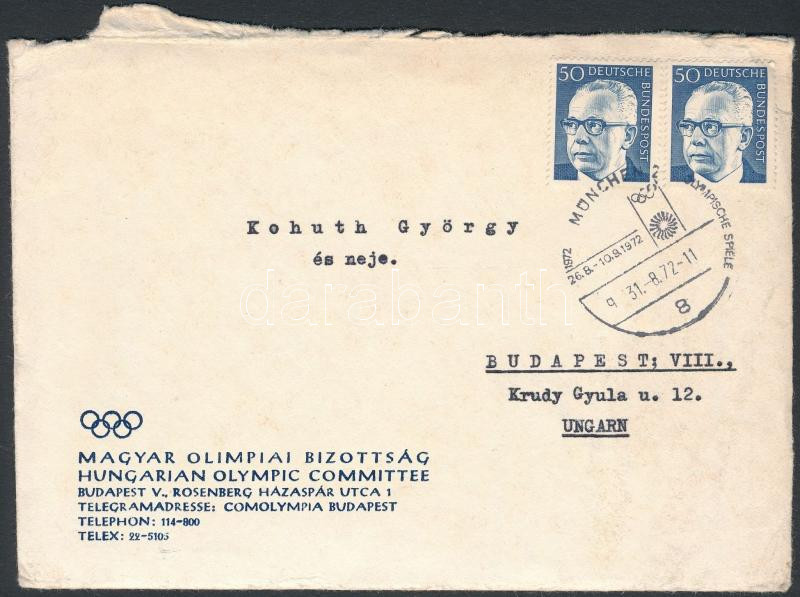 50 DEUTSCHE BUNDESPOST
50 DEUTSCHE BUNDESPOST
MÜNCHEN
OLYMPISCHE SPIELE
1972
26.8.-10.9.1972
31.-8.72-11
8
Kohuth György
és neje.
darabanth
BUDAPEST; VIII.,
Krudy Gyula u. 12.
UNGARN
MAGYAR OLIMPIAI BIZOTTSÁG
HUNGARIAN OLYMPIC COMMITTEE
BUDAPEST V., ROSENBERG HÁZASPÁR UTCA 1
TELEGRAMADRESSE: COMOLYMPIA BUDAPEST
TELEPHON: 114-800
TELEX: 22-5105